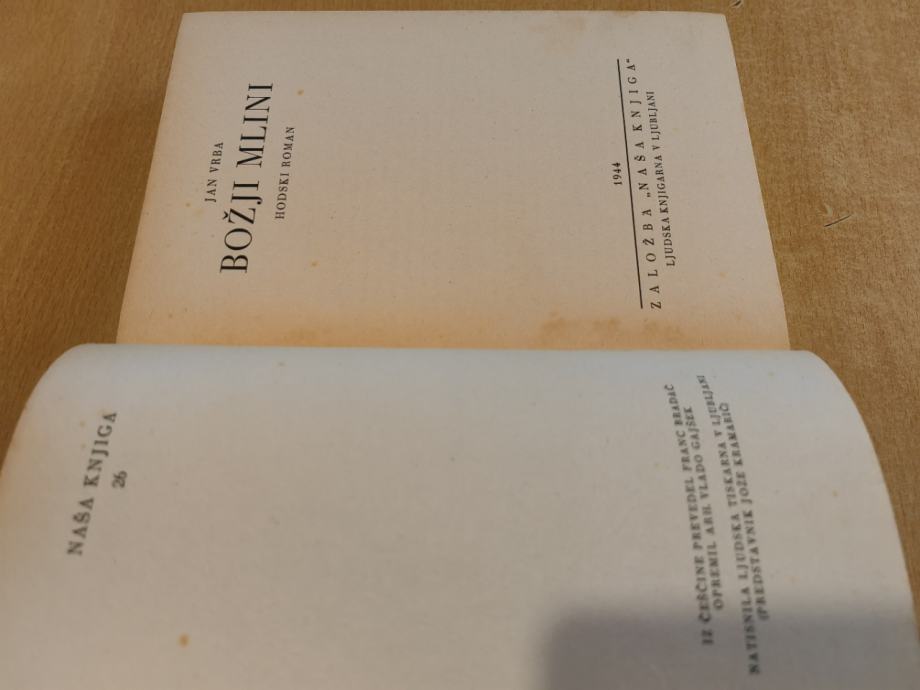 NAŠA KNJIGA
26
IZ ČEŠČINE PREVEDEL FRANC BRADAČ
OPREMIL ARH. VLADO GAJŠEK
NATISNILA LJUDSKA TISKARNA V LJUBLJANI
(PREDSTAVNIK JOŽE KRAMARIČ)
JAN VRBA
BOŽJI MLINI
HODSKI ROMAN
1944
ZALOŽBA „NAŠA KNJIGA“
LJUDSKA KNJIGARNA V LJUBLJANI